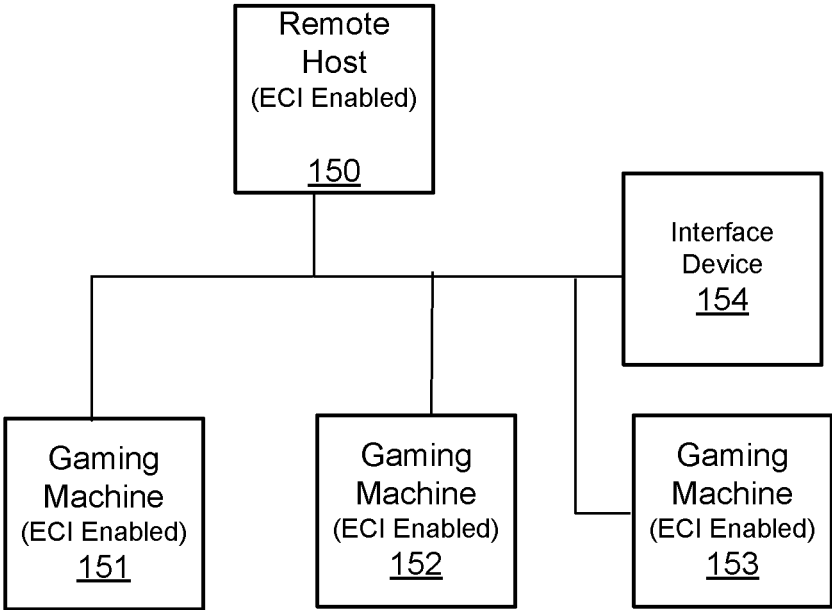 Remote
Host
(ECI Enabled)
150
Interface
Device
154
Gaming
Machine
(ECI Enabled)
151
Gaming
Machine
(ECI Enabled)
152
Gaming
Machine
(ECI Enabled)
153